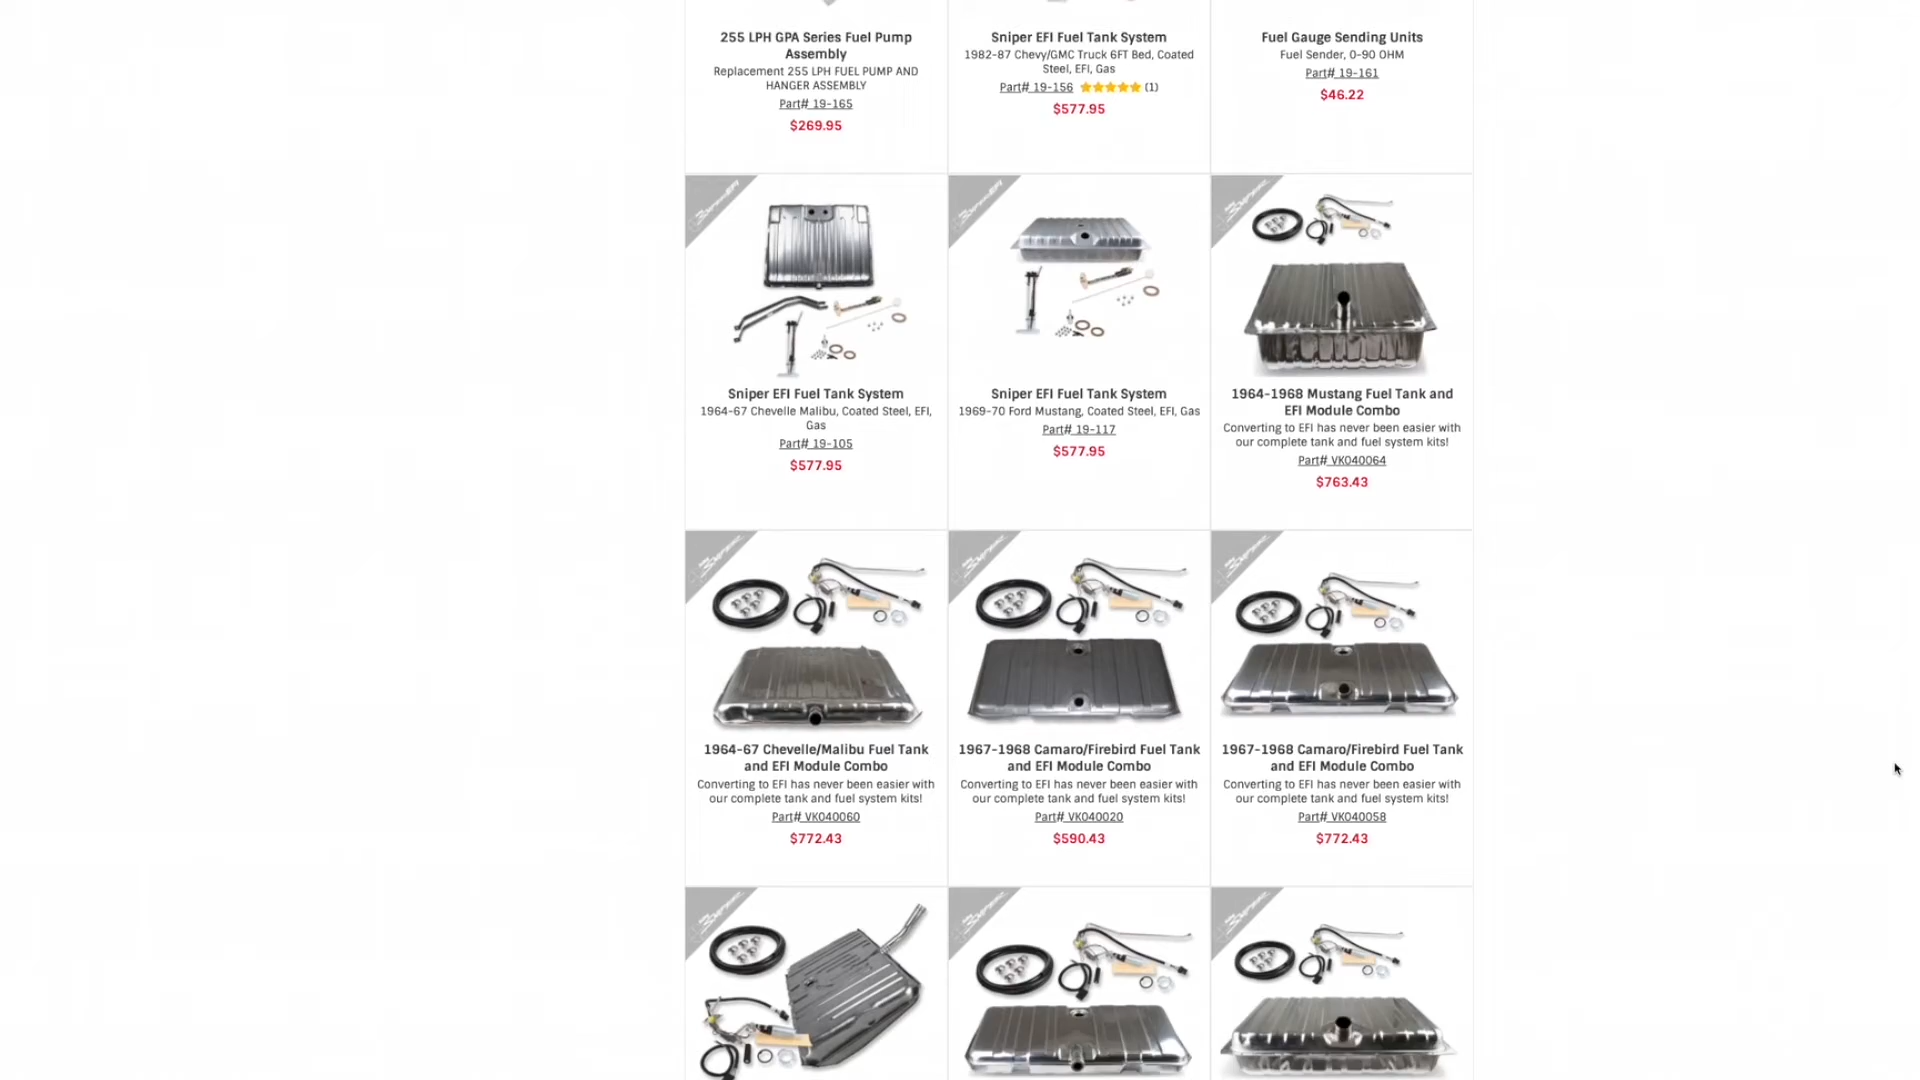 255 LPH GPA Series Fuel Pump
Assembly
Replacement 255 LPH FUEL PUMP AND
HANGER ASSEMBLY
Part# 19-165
$269.95
Sniper EFI Fuel Tank System
1982-87 Chevy/GMC Truck 6FT Bed, Coated
Steel, EFI, Gas
Part# 19-156 (1)
$577.95
Fuel Gauge Sending Units
Fuel Sender, 0-90 OHM
Part# 19-161
$46.22
Sniper EFI Fuel Tank System
1964-67 Chevelle Malibu, Coated Steel, EFI,
Gas
Part# 19-105
$577.95
Sniper EFI Fuel Tank System
1969-70 Ford Mustang, Coated Steel, EFI, Gas
Part# 19-117
$577.95
1964-1968 Mustang Fuel Tank and
EFI Module Combo
Converting to EFI has never been easier with
our complete tank and fuel system kits!
Part# VK040064
$763.43
1964-67 Chevelle/Malibu Fuel Tank
and EFI Module Combo
Converting to EFI has never been easier with
our complete tank and fuel system kits!
Part# VK040060
$772.43
1967-1968 Camaro/Firebird Fuel Tank
and EFI Module Combo
Converting to EFI has never been easier with
our complete tank and fuel system kits!
Part# VK040020
$590.43
1967-1968 Camaro/Firebird Fuel Tank
and EFI Module Combo
Converting to EFI has never been easier with
our complete tank and fuel system kits!
Part# VK040058
$772.43